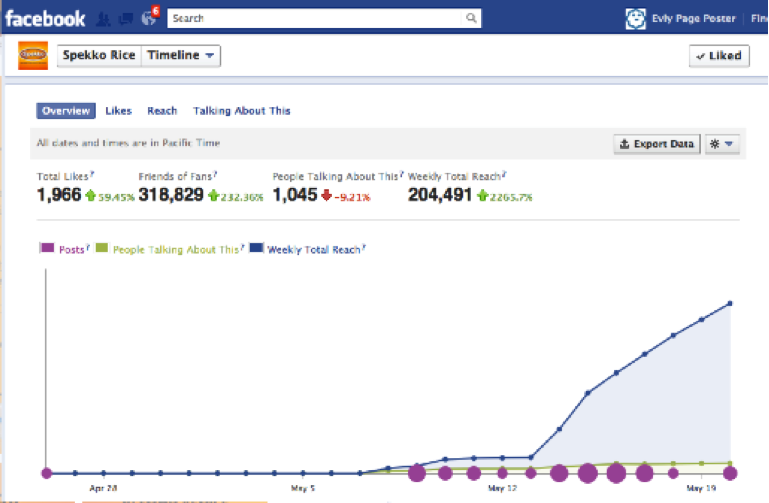 facebook 6 Search Evly Page Poster Fin
Spekko
Spekko Rice Timeline Liked
Overview Likes Reach Talking About This
All dates and times are in Pacific Time Export Data
Total Likes? Friends of Fans? People Talking About This? Weekly Total Reach?
1,966 59.45% 318,829 232.36% 1,045 -9.21% 204,491 2265.7%
Posts? People Talking About This? Weekly Total Reach?
Apr 28 May 5 May 12 May 19